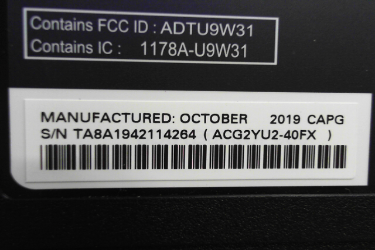 Contains FCC ID : ADTU9W31
Contains IC : 1178A-U9W31
MANUFACTURED: OCTOBER 2019 CAPG
S/N TA8A1942114264 ( ACG2YU2-40FX )